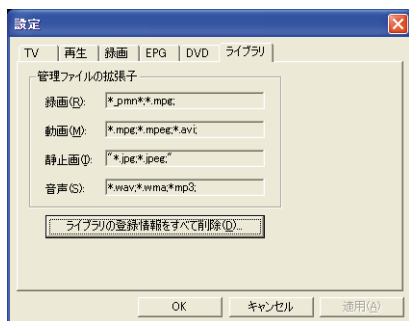 設定
TV 再生 録画 EPG DVD ライブラリ
管理ファイルの拡張子
録画(R): *_pmn*;*.mpg;
動画(M): *.mpg;*.mpeg;*.avi;
静止画(I): "*.jpg;*.jpeg;"
音声(S): *.wav;*.wma;*mp3;
ライブラリの登録情報をすべて削除(D)...
OK キャンセル 適用(A)